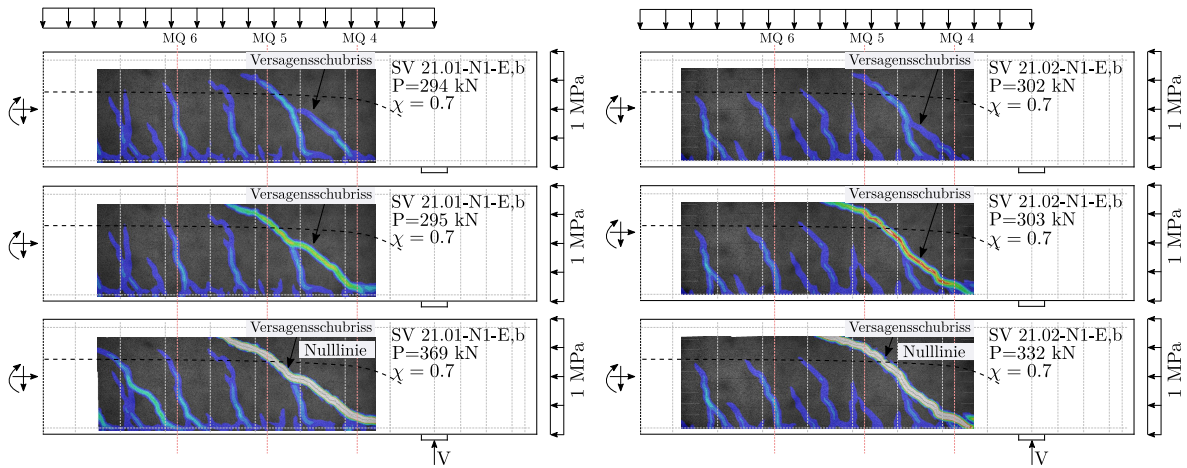 MQ 6 MQ 5 MQ 4
Versagensschubriss
SV 21.01-N1-E,b
P=294 kN
χ = 0.7
1 MPa
Versagensschubriss
SV 21.01-N1-E,b
P=295 kN
χ = 0.7
1 MPa
Versagensschubriss
Nulllinie
SV 21.01-N1-E,b
P=369 kN
χ = 0.7
1 MPa
V
MQ 6 MQ 5 MQ 4
Versagensschubriss
SV 21.02-N1-E,b
P=302 kN
χ = 0.7
1 MPa
Versagensschubriss
SV 21.02-N1-E,b
P=303 kN
χ = 0.7
1 MPa
Versagensschubriss
Nulllinie
SV 21.02-N1-E,b
P=332 kN
χ = 0.7
1 MPa
V